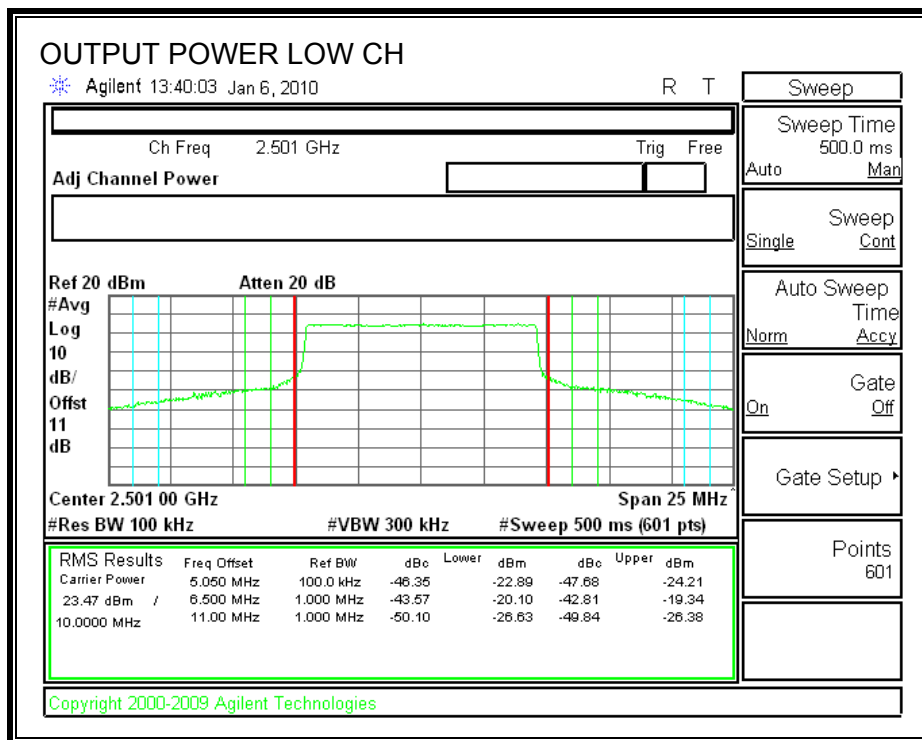 OUTPUT POWER LOW CH
Agilent 13:40:03 Jan 6, 2010 R T
Ch Freq 2.501 GHz Trig Free
Adj Channel Power
Ref 20 dBm Atten 20 dB
#Avg
Log
10
dB/
Offst
11
dB
Center 2.501 00 GHz Span 25 MHz
#Res BW 100 kHz #VBW 300 kHz #Sweep 500 ms (601 pts)
RMS Results Freq Offset Ref BW dBc Lower dBm dBc Upper dBm
Carrier Power 5.050 MHz 100.0 kHz -46.35 -22.89 -47.68 -24.21
23.47 dBm / 6.500 MHz 1.000 MHz -43.57 -20.10 -42.81 -19.34
10.0000 MHz 11.00 MHz 1.000 MHz -50.10 -26.63 -49.84 -26.38
Copyright 2000-2009 Agilent Technologies
Sweep
Sweep Time
500.0 ms
Auto Man
Sweep
Single Cont
Auto Sweep
Time
Norm Accy
Gate
On Off
Gate Setup
Points
601